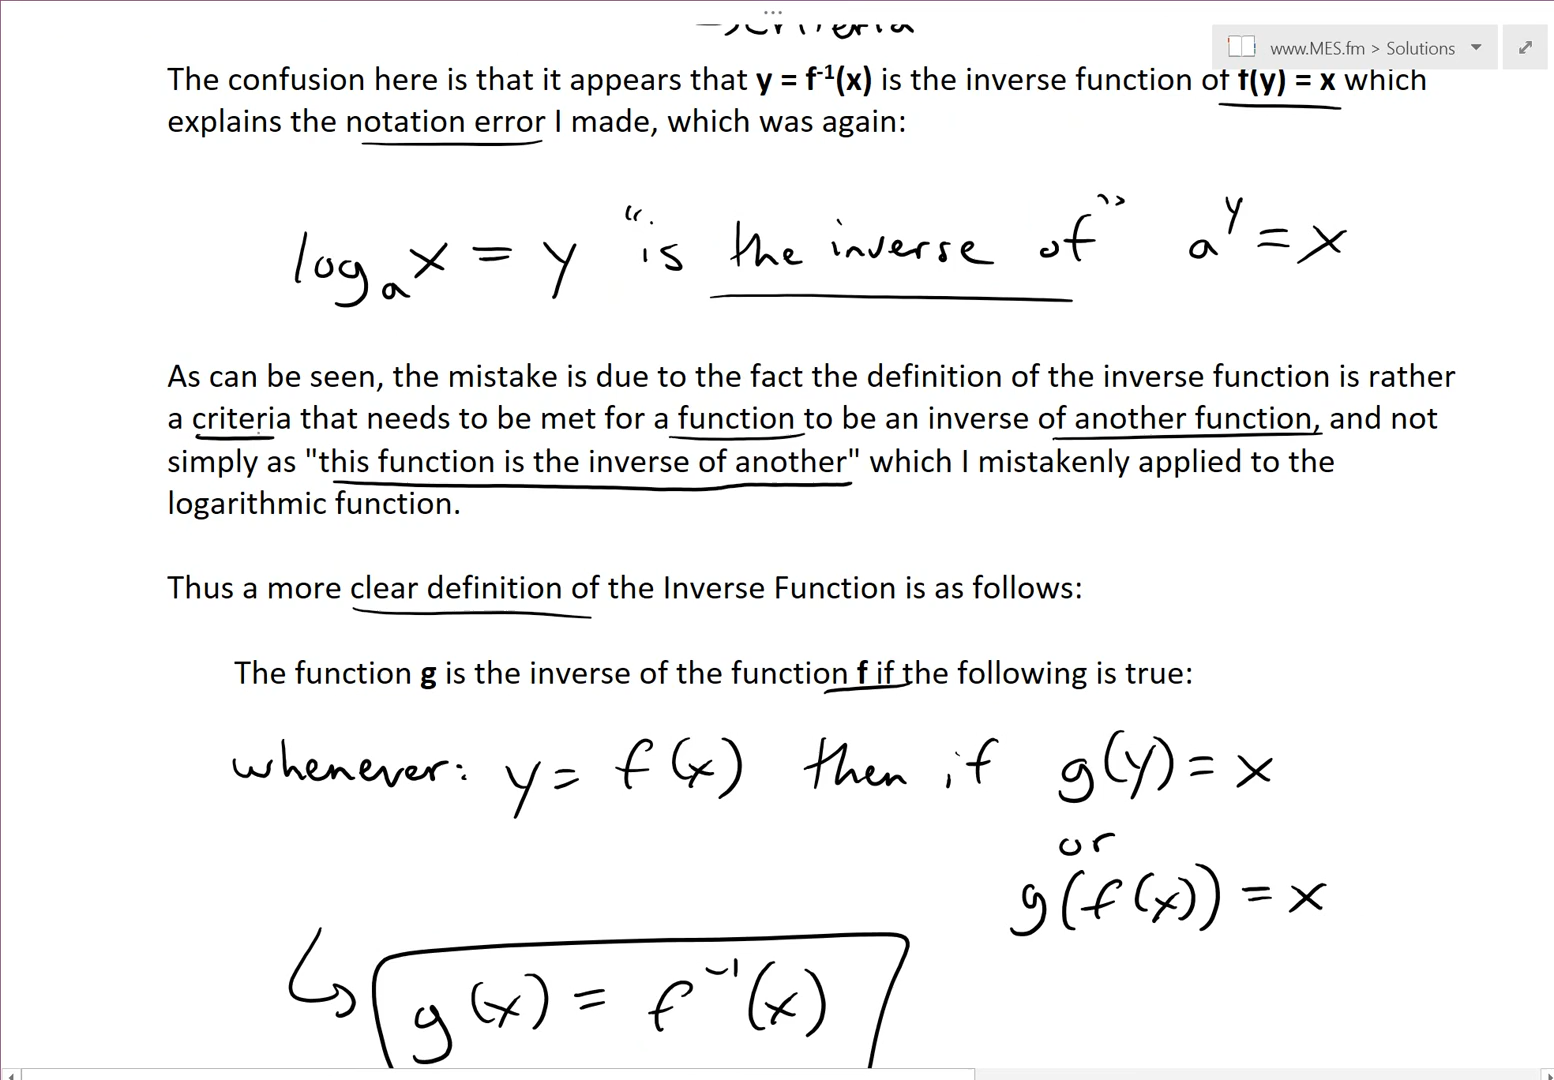 Criteria
www.MES.fm > Solutions
The confusion here is that it appears that y = f⁻¹(x) is the inverse function of f(y) = x which
explains the notation error I made, which was again:
logₐ x = y "is the inverse of" aʸ = x
As can be seen, the mistake is due to the fact the definition of the inverse function is rather
a criteria that needs to be met for a function to be an inverse of another function, and not
simply as "this function is the inverse of another" which I mistakenly applied to the
logarithmic function.
Thus a more clear definition of the Inverse Function is as follows:
The function g is the inverse of the function f if the following is true:
whenever: y = f(x) then if g(y) = x
or
g(f(x)) = x
g(x) = f⁻¹(x)